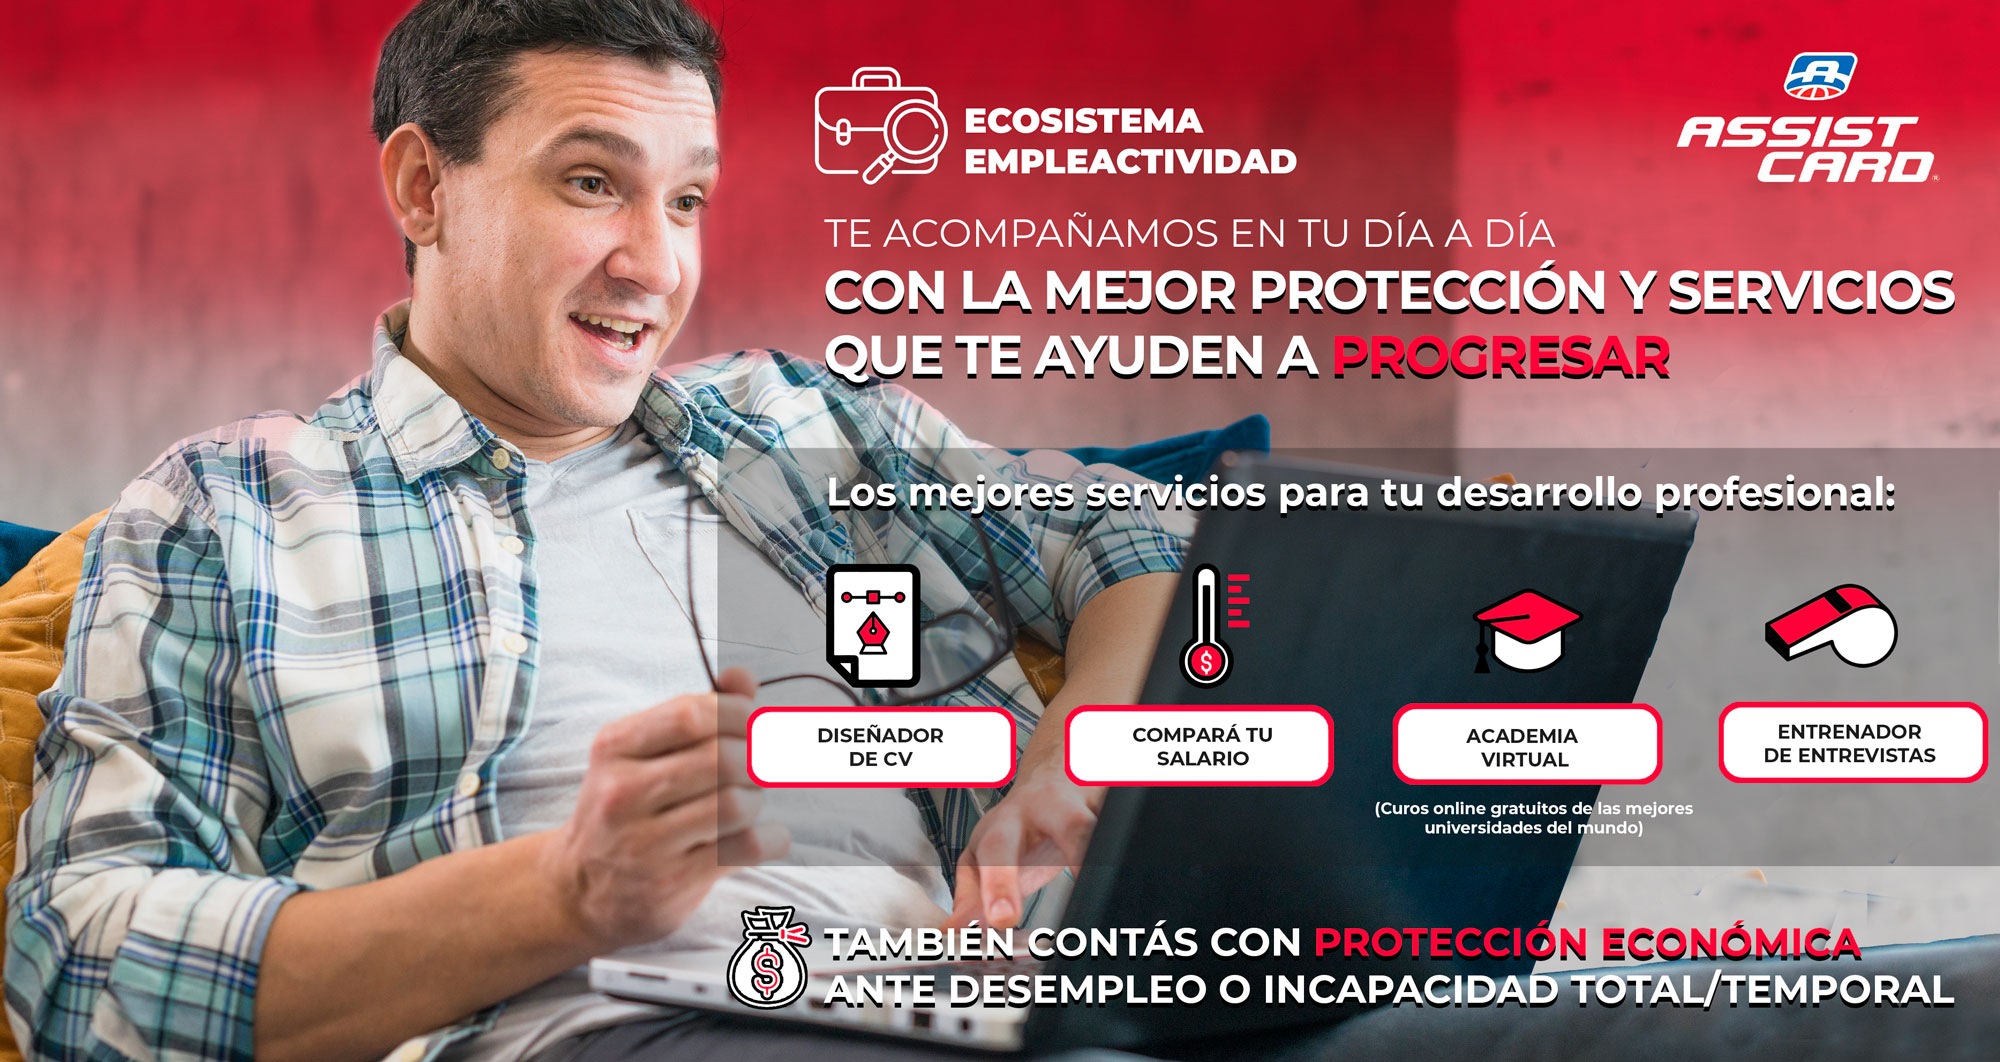 ECOSISTEMA
EMPLEACTIVIDAD
A
ASSIST
CARD®
TE ACOMPAÑAMOS EN TU DÍA A DÍA
CON LA MEJOR PROTECCIÓN Y SERVICIOS
QUE TE AYUDEN A PROGRESAR
Los mejores servicios para tu desarrollo profesional:
$
DISEÑADOR
DE CV
COMPARÁ TU
SALARIO
ACADEMIA
VIRTUAL
ENTRENADOR
DE ENTREVISTAS
(Curos online gratuitos de las mejores
universidades del mundo)
$
TAMBIÉN CONTÁS CON PROTECCIÓN ECONÓMICA
ANTE DESEMPLEO O INCAPACIDAD TOTAL/TEMPORAL